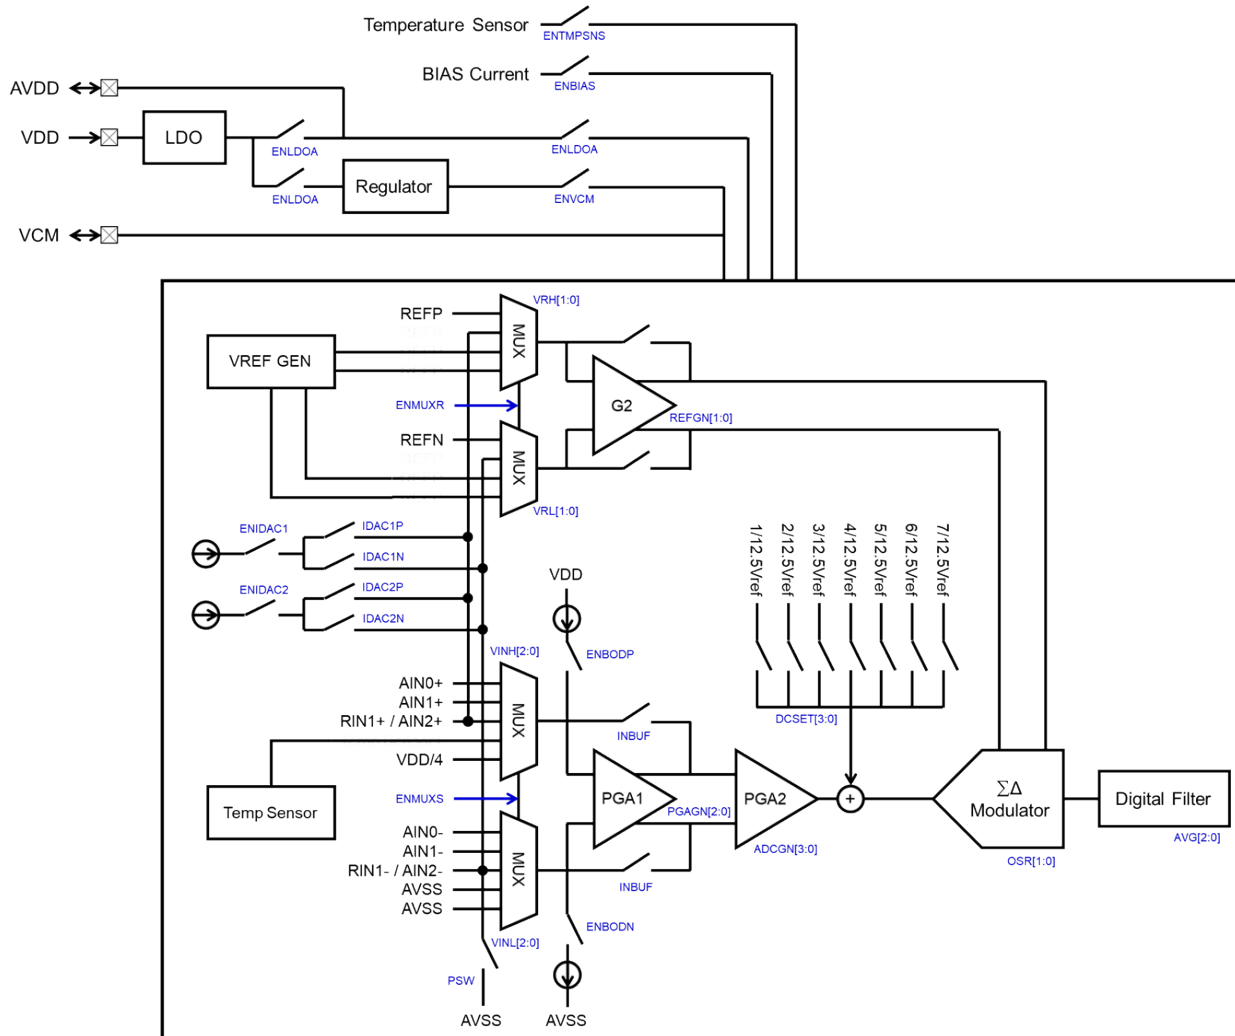 Temperature Sensor
ENTMPSNS
BIAS Current
ENBIAS
AVDD
VDD
LDO
ENLDOA
ENLDOA
ENLDOA
Regulator
ENVCM
VCM
VRH[1:0]
REFP
MUX
VREF GEN
ENMUXR
G2
REFGN[1:0]
REFN
MUX
VRL[1:0]
ENIDAC1
IDAC1P
IDAC1N
ENIDAC2
IDAC2P
IDAC2N
1/12.5Vref
2/12.5Vref
3/12.5Vref
4/12.5Vref
5/12.5Vref
6/12.5Vref
7/12.5Vref
VDD
ENBODP
VINH[2:0]
AIN0+
AIN1+
RIN1+ / AIN2+
VDD/4
MUX
INBUF
DCSET[3:0]
Temp Sensor
ENMUXS
PGA1
PGAGN[2:0]
PGA2
ADCGN[3:0]
+
ΣΔ
Modulator
OSR[1:0]
Digital Filter
AVG[2:0]
AIN0-
AIN1-
RIN1- / AIN2-
AVSS
AVSS
MUX
INBUF
VINL[2:0]
ENBODN
PSW
AVSS
AVSS